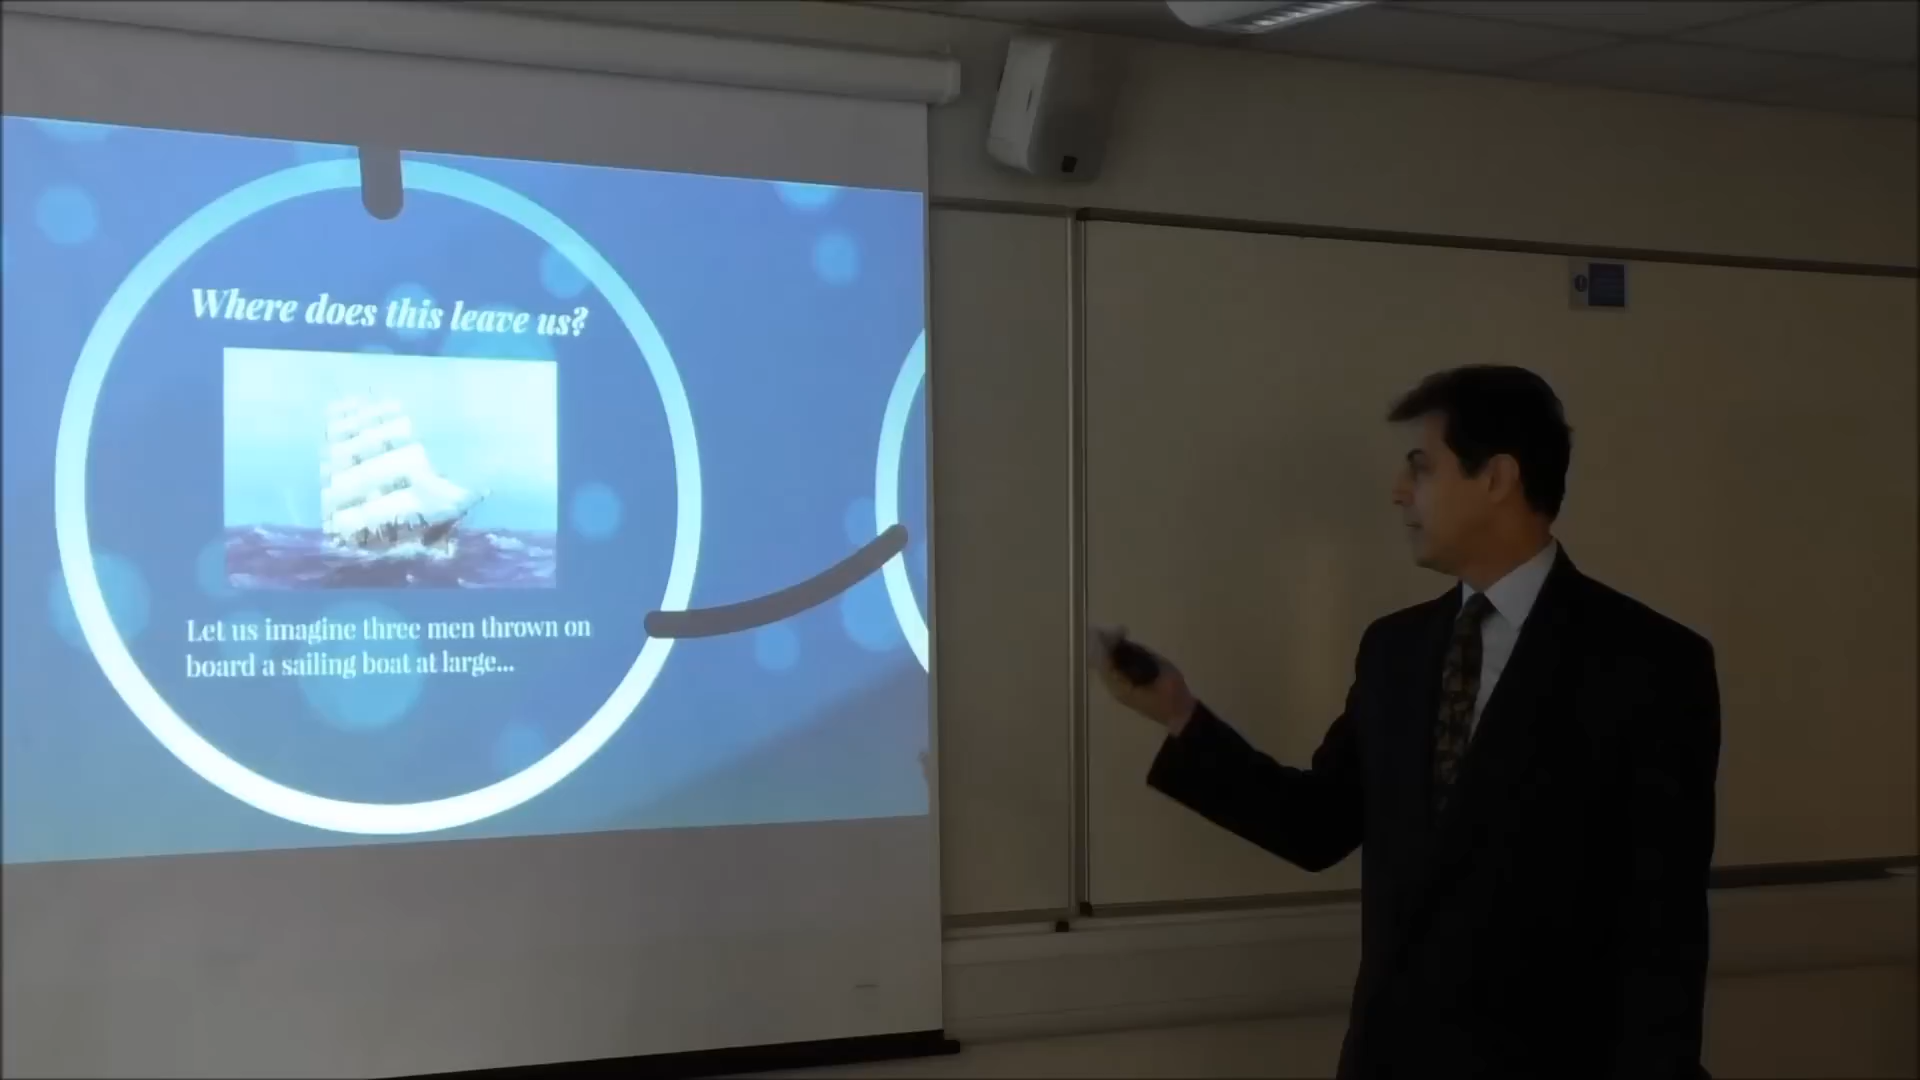 Where does this leave us?
Let us imagine three men thrown on
board a sailing boat at large...